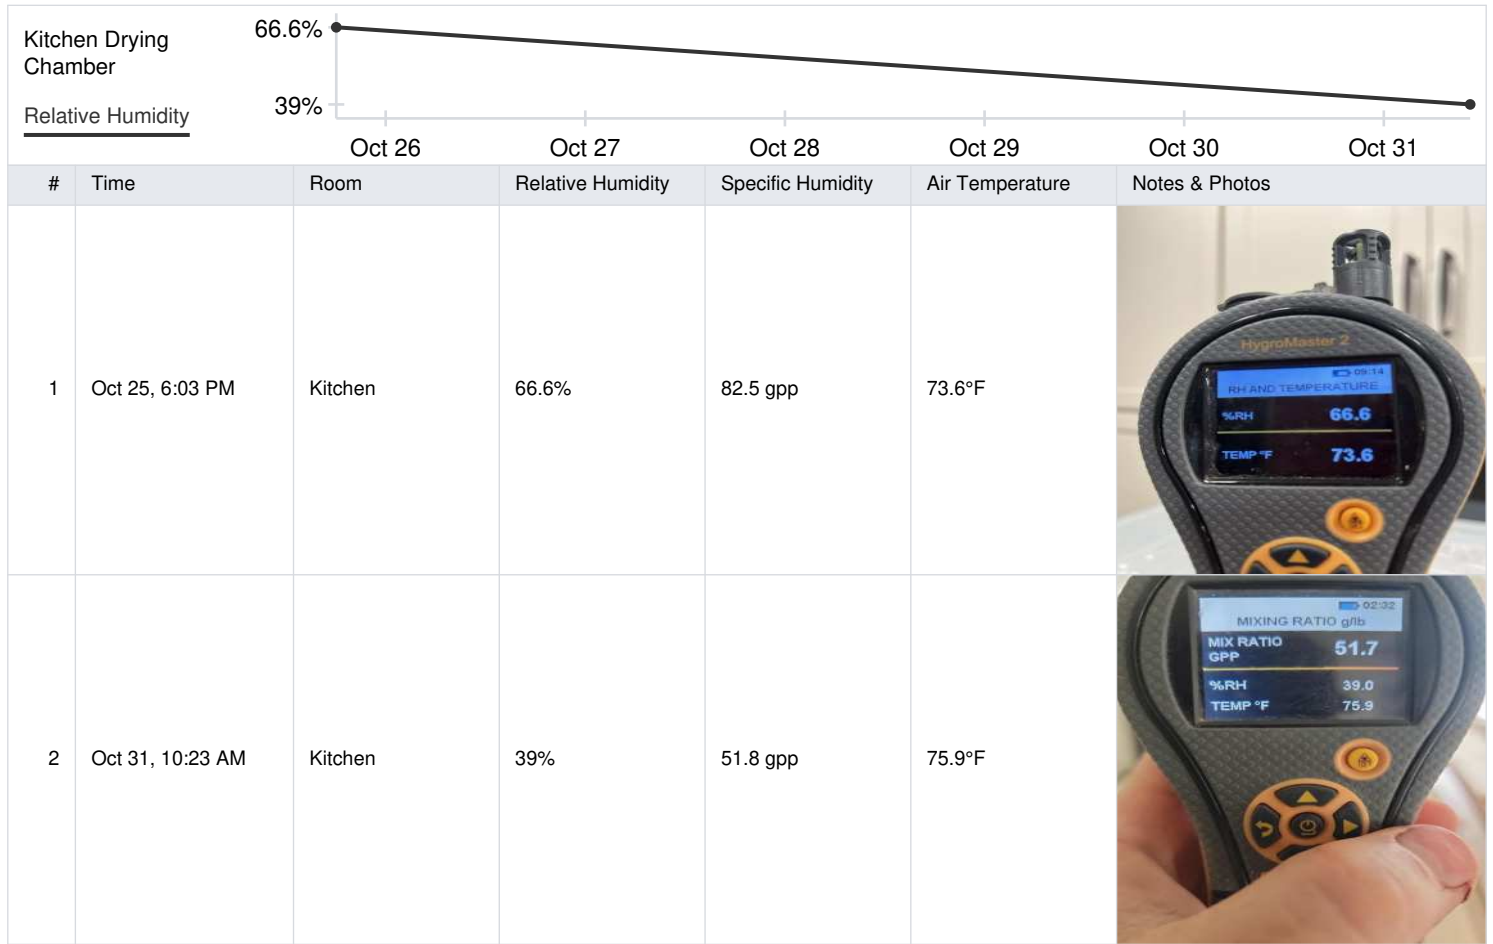 Kitchen Drying
Chamber
Relative Humidity
66.6%
39%
Oct 26 Oct 27 Oct 28 Oct 29 Oct 30 Oct 31
# Time Room Relative Humidity Specific Humidity Air Temperature Notes & Photos
1 Oct 25, 6:03 PM Kitchen 66.6% 82.5 gpp 73.6°F
HygroMaster 2
09:14
RH AND TEMPERATURE
%RH 66.6
TEMP °F 73.6
2 Oct 31, 10:23 AM Kitchen 39% 51.8 gpp 75.9°F
02:32
MIXING RATIO g/lb
MIX RATIO
GPP 51.7
%RH 39.0
TEMP °F 75.9